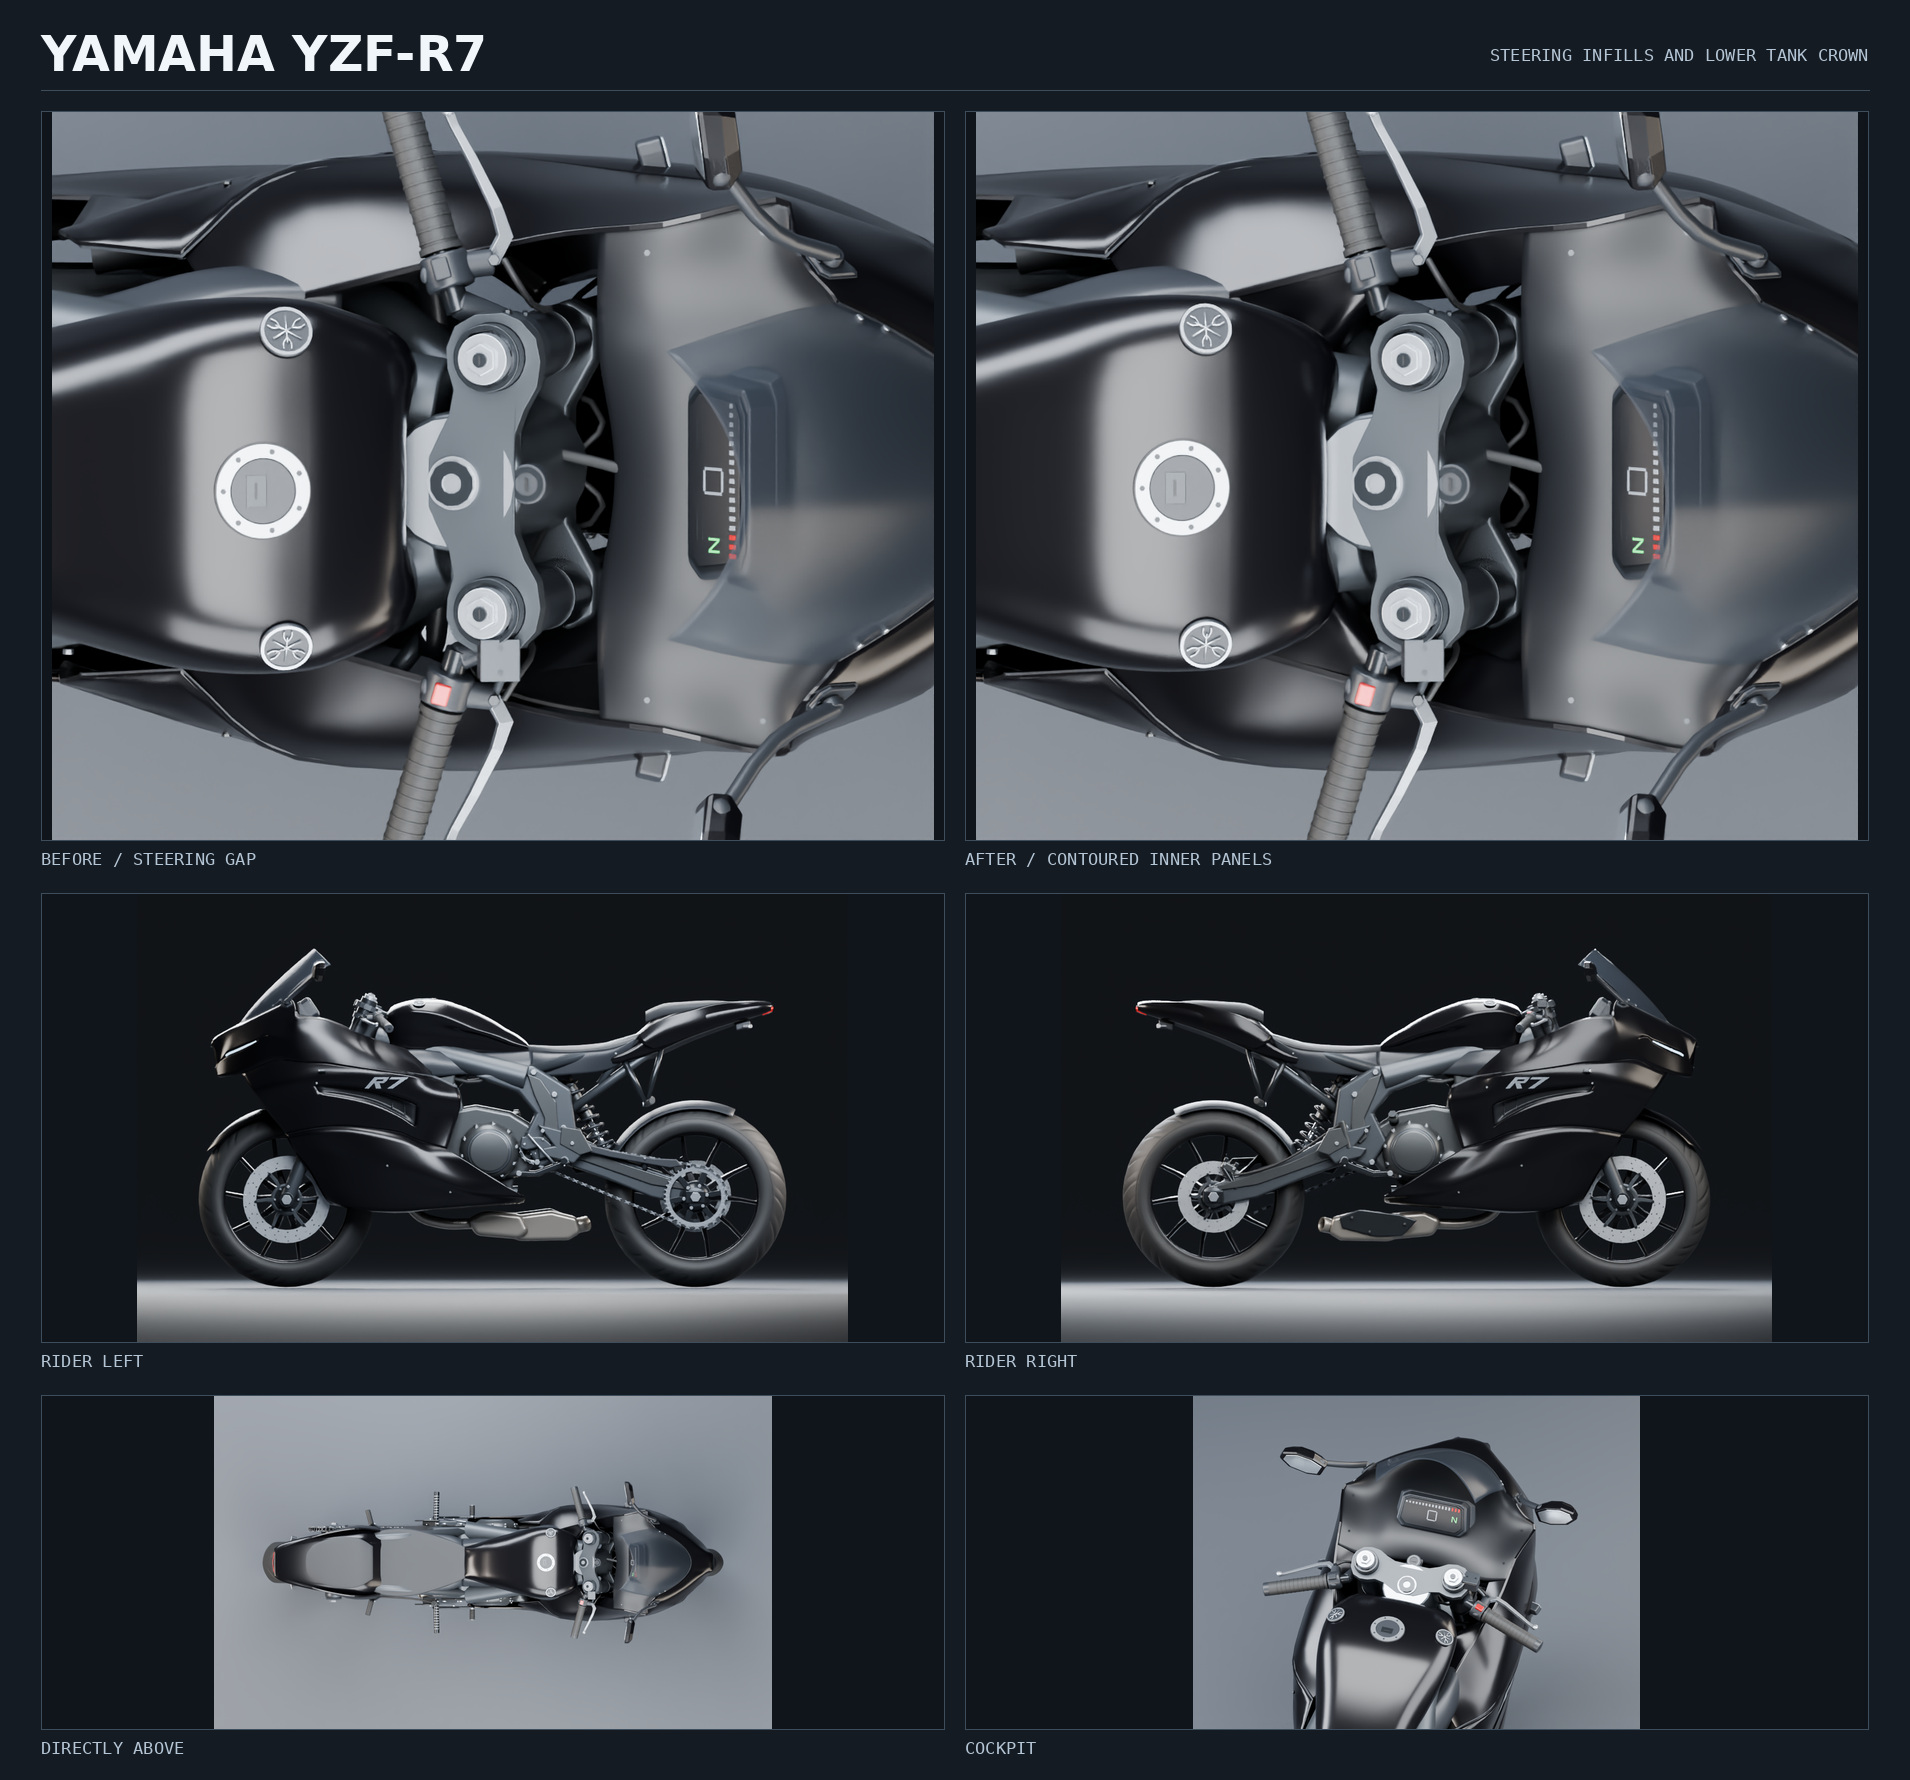 YAMAHA YZF-R7
STEERING INFILLS AND LOWER TANK CROWN
N
N
BEFORE / STEERING GAP
AFTER / CONTOURED INNER PANELS
R7
R7
RIDER LEFT
RIDER RIGHT
N
DIRECTLY ABOVE
COCKPIT